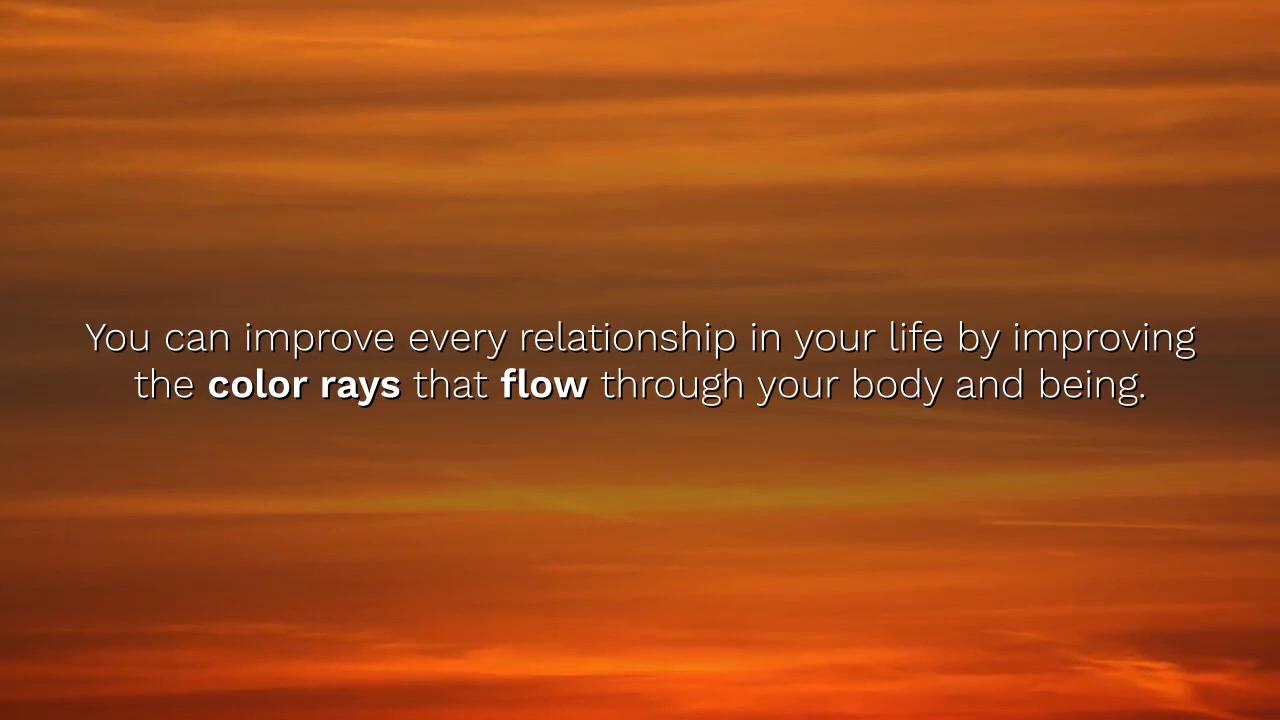 You can improve every relationship in your life by improving
the color rays that flow through your body and being.